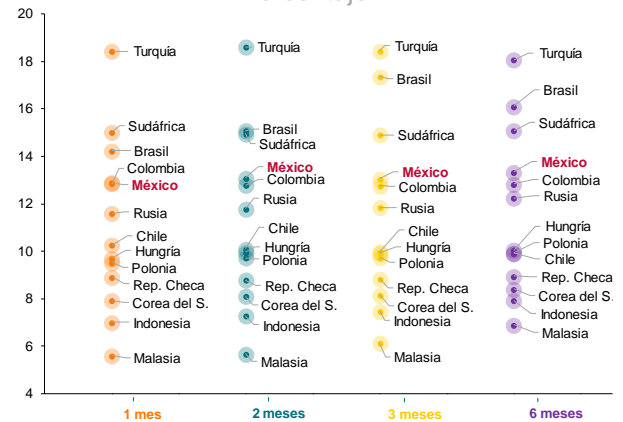 20
18
16
14
12
10
8
6
4
Turquía
Sudáfrica
Brasil
Colombia
México
Rusia
Chile
Hungría
Polonia
Rep. Checa
Corea del S.
Indonesia
Malasia
1 mes
Turquía
Brasil
Sudáfrica
México
Colombia
Rusia
Chile
Hungría
Polonia
Rep. Checa
Corea del S.
Indonesia
Malasia
2 meses
Turquía
Brasil
Sudáfrica
México
Colombia
Rusia
Chile
Hungría
Polonia
Rep. Checa
Corea del S.
Indonesia
Malasia
3 meses
Turquía
Brasil
Sudáfrica
México
Colombia
Rusia
Hungría
Polonia
Chile
Rep. Checa
Corea del S.
Indonesia
Malasia
6 meses